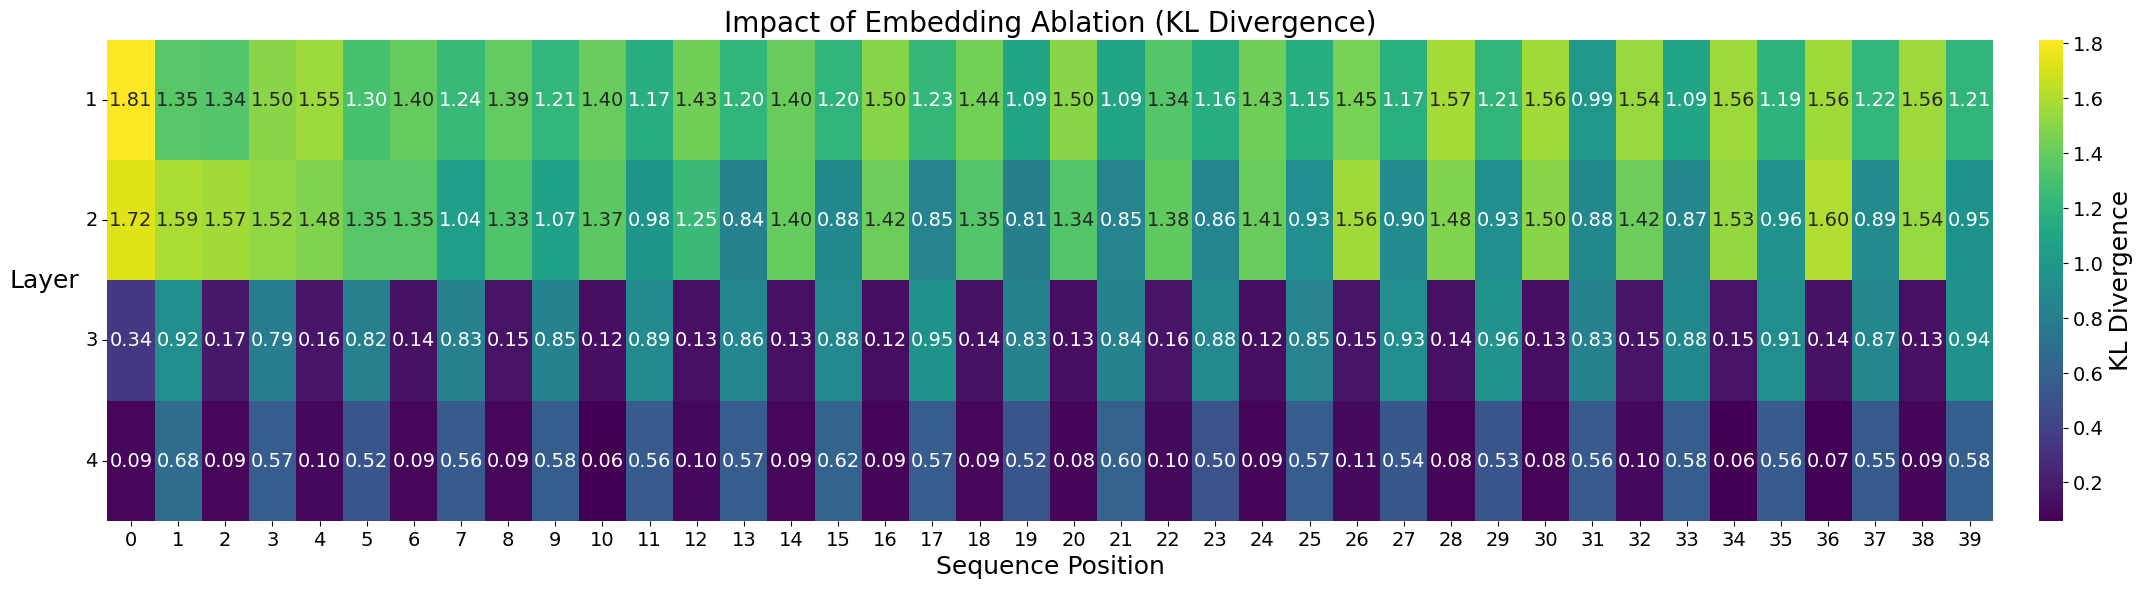 Impact of Embedding Ablation (KL Divergence)
1 1.81 1.35 1.34 1.50 1.55 1.30 1.40 1.24 1.39 1.21 1.40 1.17 1.43 1.20 1.40 1.20 1.50 1.23 1.44 1.09 1.50 1.09 1.34 1.16 1.43 1.15 1.45 1.17 1.57 1.21 1.56 0.99 1.54 1.09 1.56 1.19 1.56 1.22 1.56 1.21
2 1.72 1.59 1.57 1.52 1.48 1.35 1.35 1.04 1.33 1.07 1.37 0.98 1.25 0.84 1.40 0.88 1.42 0.85 1.35 0.81 1.34 0.85 1.38 0.86 1.41 0.93 1.56 0.90 1.48 0.93 1.50 0.88 1.42 0.87 1.53 0.96 1.60 0.89 1.54 0.95
Layer
3 0.34 0.92 0.17 0.79 0.16 0.82 0.14 0.83 0.15 0.85 0.12 0.89 0.13 0.86 0.13 0.88 0.12 0.95 0.14 0.83 0.13 0.84 0.16 0.88 0.12 0.85 0.15 0.93 0.14 0.96 0.13 0.83 0.15 0.88 0.15 0.91 0.14 0.87 0.13 0.94
4 0.09 0.68 0.09 0.57 0.10 0.52 0.09 0.56 0.09 0.58 0.06 0.56 0.10 0.57 0.09 0.62 0.09 0.57 0.09 0.52 0.08 0.60 0.10 0.50 0.09 0.57 0.11 0.54 0.08 0.53 0.08 0.56 0.10 0.58 0.06 0.56 0.07 0.55 0.09 0.58
0 1 2 3 4 5 6 7 8 9 10 11 12 13 14 15 16 17 18 19 20 21 22 23 24 25 26 27 28 29 30 31 32 33 34 35 36 37 38 39
Sequence Position
1.8
1.6
1.4
1.2
1.0
0.8
0.6
0.4
0.2
KL Divergence